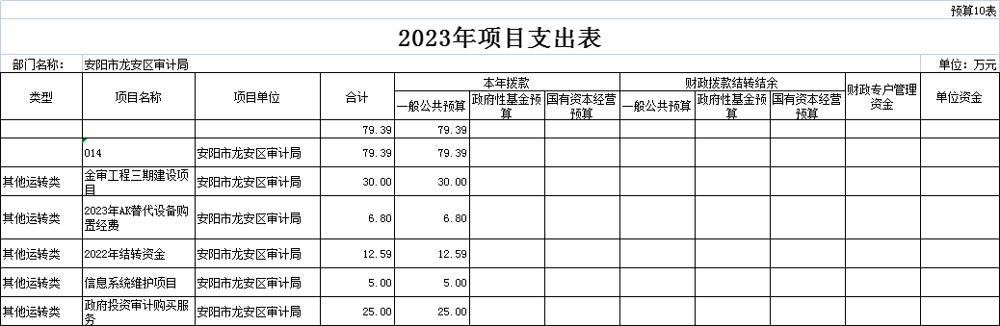 预算10表
2023年项目支出表
部门名称： 安阳市龙安区审计局 单位：万元
类型 项目名称 项目单位 合计 本年拨款 财政拨款结转结余 财政专户管理资金 单位资金
一般公共预算 政府性基金预算 国有资本经营预算 一般公共预算 政府性基金预算 国有资本经营预算
79.39 79.39
014 安阳市龙安区审计局 79.39 79.39
其他运转类 金审工程三期建设项目 安阳市龙安区审计局 30.00 30.00
其他运转类 2023年AK替代设备购置经费 安阳市龙安区审计局 6.80 6.80
其他运转类 2022年结转资金 安阳市龙安区审计局 12.59 12.59
其他运转类 信息系统维护项目 安阳市龙安区审计局 5.00 5.00
其他运转类 政府投资审计购买服务 安阳市龙安区审计局 25.00 25.00